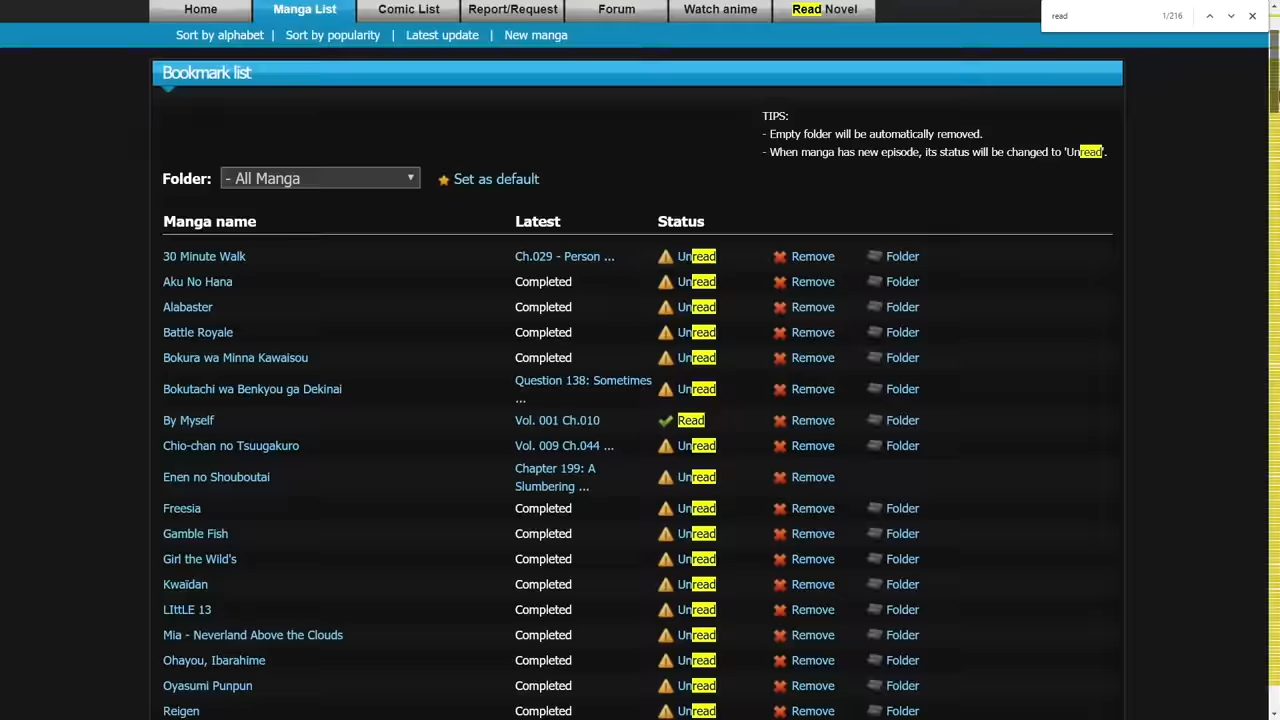 Home Manga List Comic List Report/Request Forum Watch anime Read Novel
read 1/216
Sort by alphabet | Sort by popularity | Latest update | New manga
Bookmark list
TIPS:
- Empty folder will be automatically removed.
- When manga has new episode, its status will be changed to 'Unread'.
Folder: - All Manga Set as default
Manga name Latest Status
30 Minute Walk Ch.029 - Person ... Unread Remove Folder
Aku No Hana Completed Unread Remove Folder
Alabaster Completed Unread Remove Folder
Battle Royale Completed Unread Remove Folder
Bokura wa Minna Kawaisou Completed Unread Remove Folder
Bokutachi wa Benkyou ga Dekinai Question 138: Sometimes
... Unread Remove Folder
By Myself Vol. 001 Ch.010 Read Remove Folder
Chio-chan no Tsuugakuro Vol. 009 Ch.044 ... Unread Remove Folder
Enen no Shouboutai Chapter 199: A
Slumbering ... Unread Remove
Freesia Completed Unread Remove Folder
Gamble Fish Completed Unread Remove Folder
Girl the Wild's Completed Unread Remove Folder
Kwaïdan Completed Unread Remove Folder
LIttLE 13 Completed Unread Remove Folder
Mia - Neverland Above the Clouds Completed Unread Remove Folder
Ohayou, Ibarahime Completed Unread Remove Folder
Oyasumi Punpun Completed Unread Remove Folder
Reigen Completed Unread Remove Folder